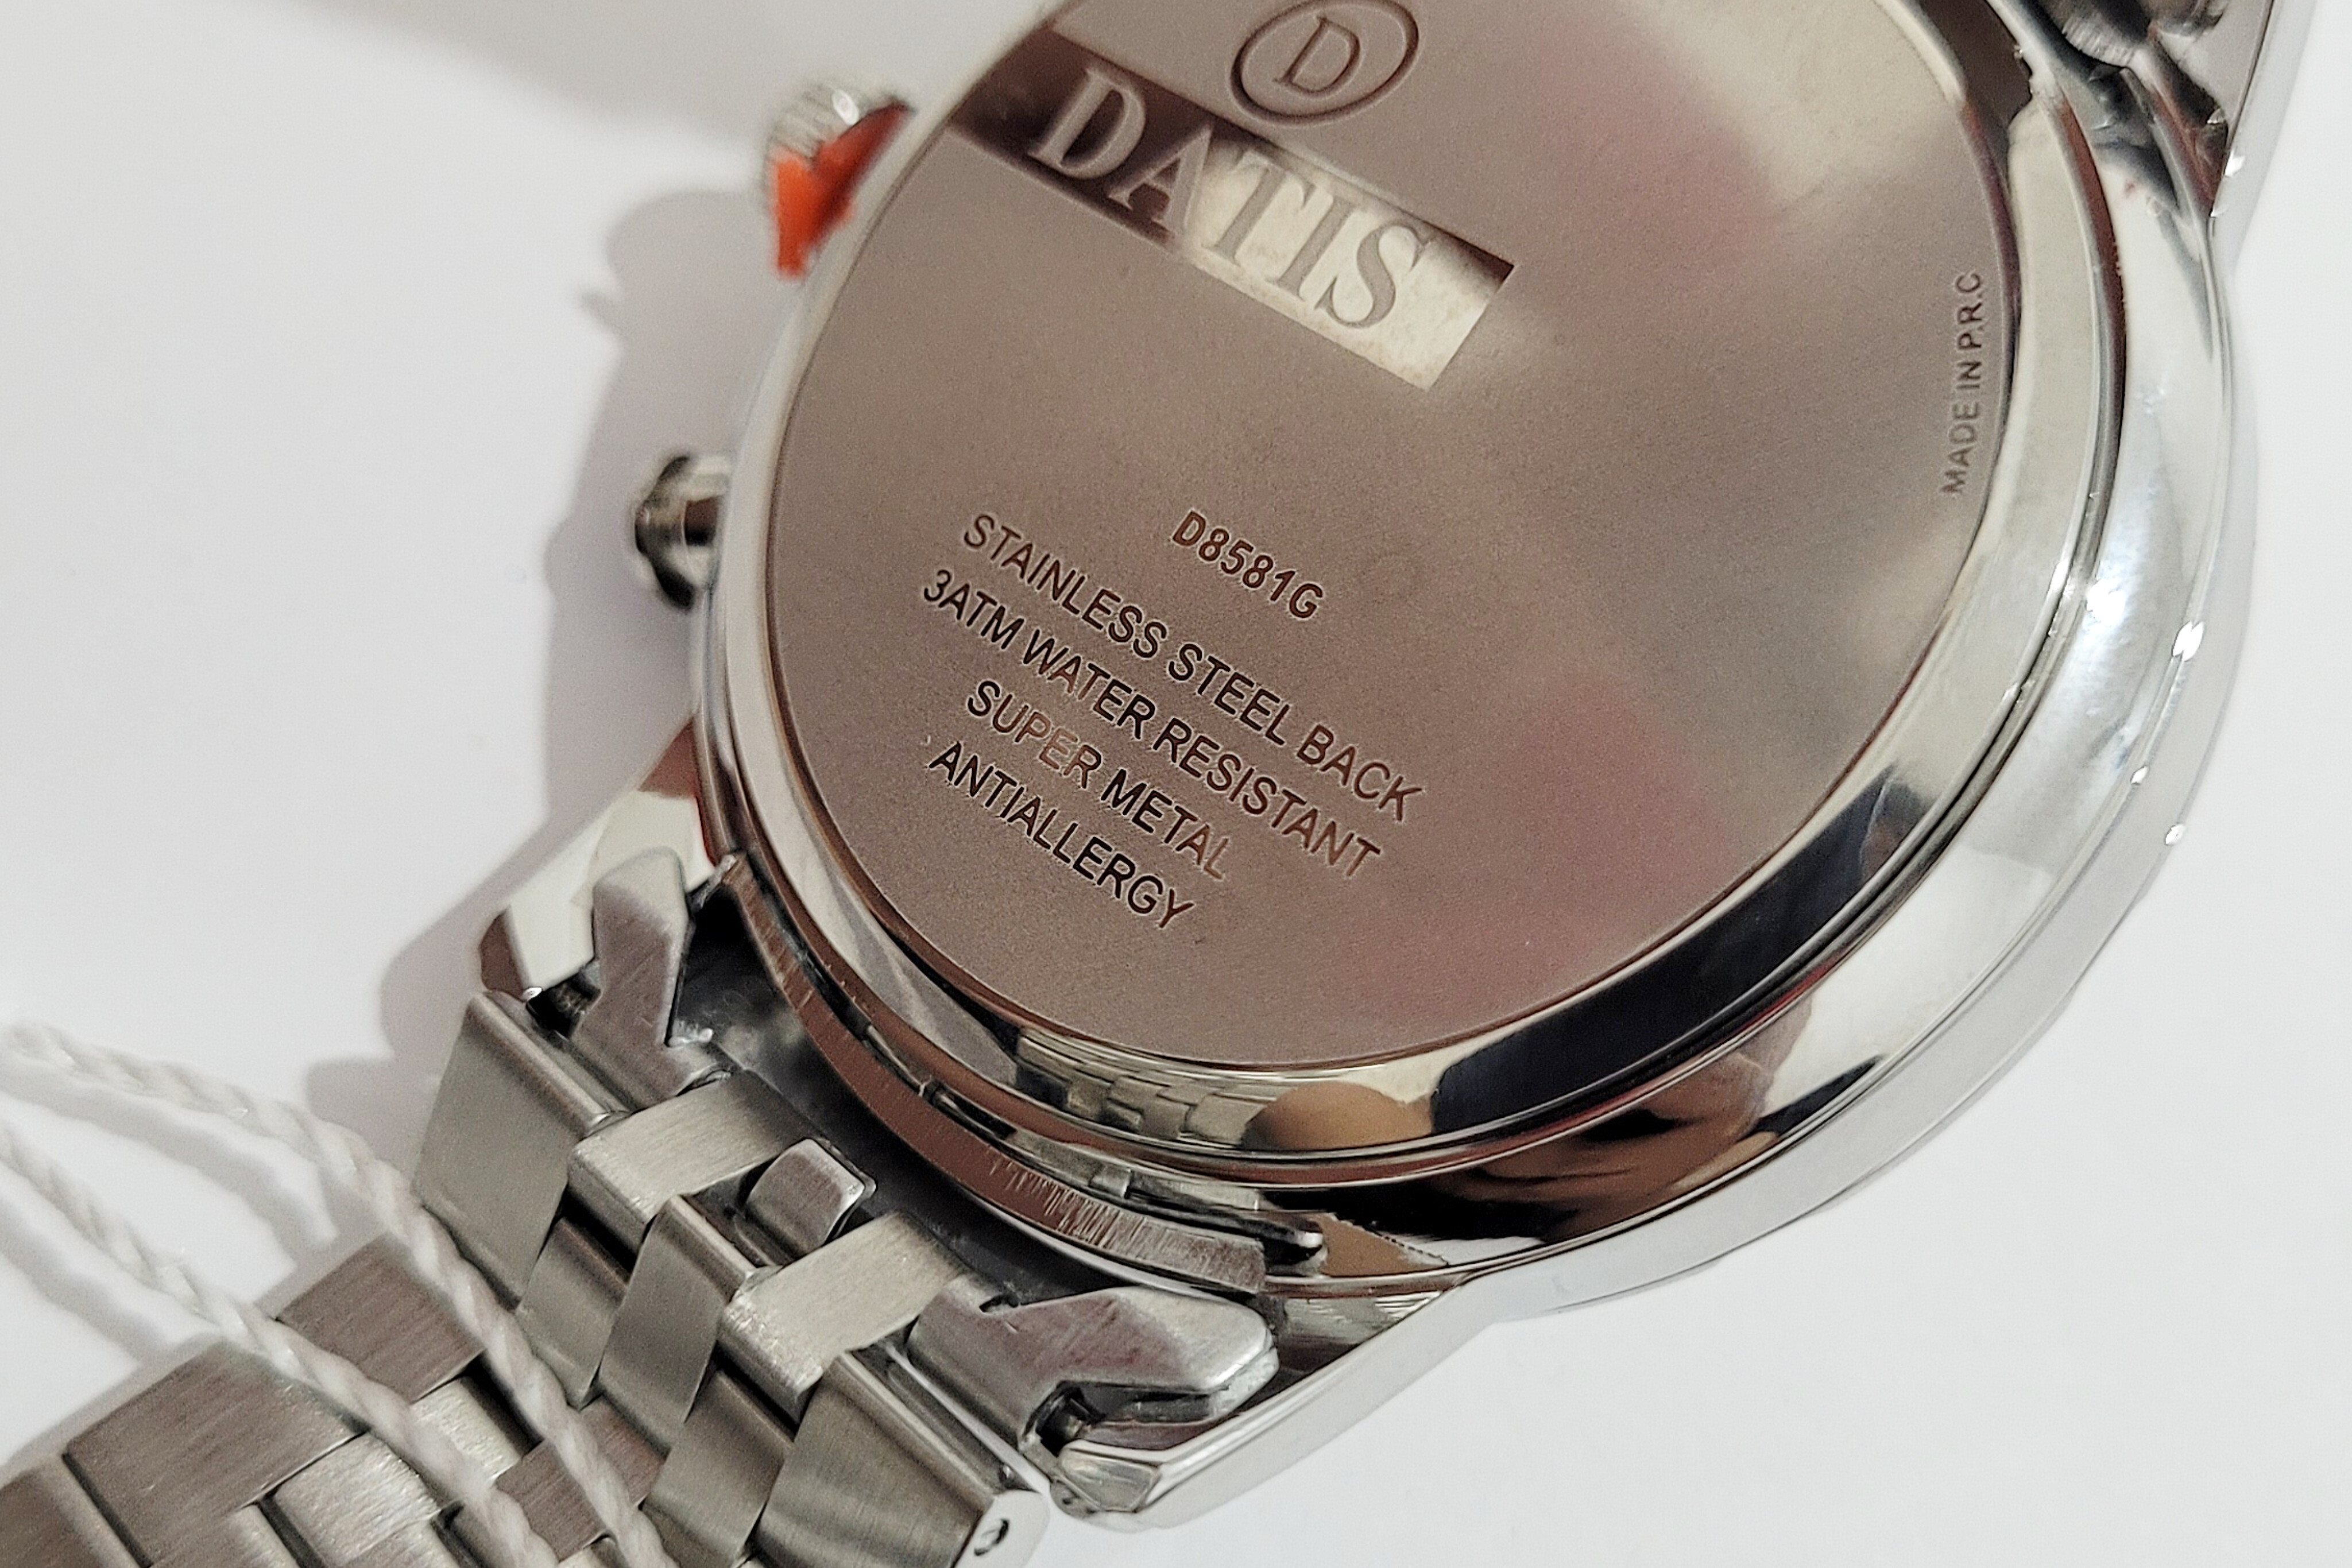 D
DATIS
D8581G
STAINLESS STEEL BACK
3ATM WATER RESISTANT
SUPER METAL
ANTIALLERGY
MADE IN P.R.C